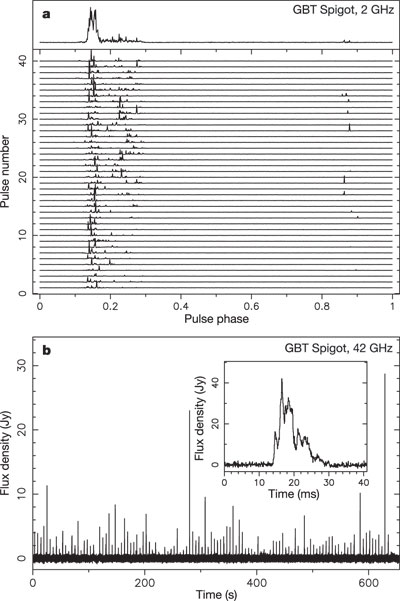 a
GBT Spigot, 2 GHz
40
30
20
10
0
Pulse number
0 0.2 0.4 0.6 0.8 1
Pulse phase
b
GBT Spigot, 42 GHz
30
20
10
0
Flux density (Jy)
40
20
0
Flux density (Jy)
0 10 20 30 40
Time (ms)
0 200 400 600
Time (s)